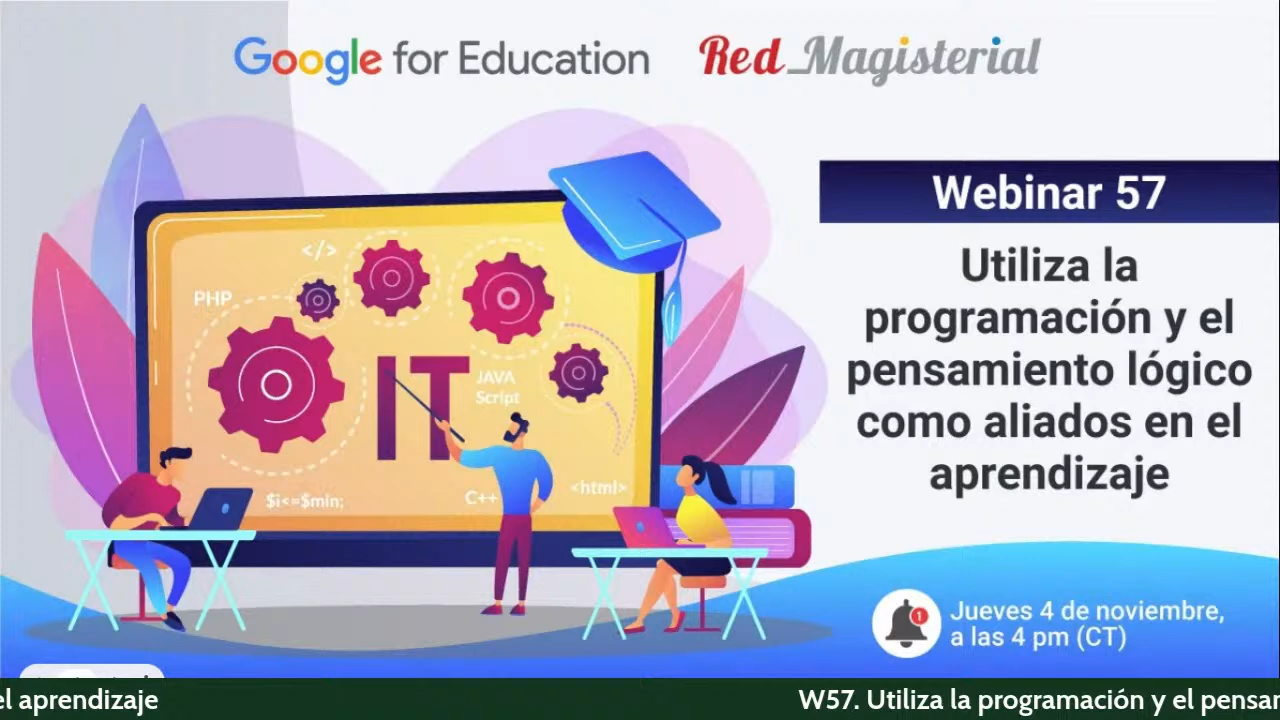 Google for Education
Red_Magisterial
Webinar 57
Utiliza la
programación y el
pensamiento lógico
como aliados en el
aprendizaje
</>
PHP
IT
JAVA
Script
$i<=$min;
C++
<html>
1
Jueves 4 de noviembre,
a las 4 pm (CT)
el aprendizaje
W57. Utiliza la programación y el pensar